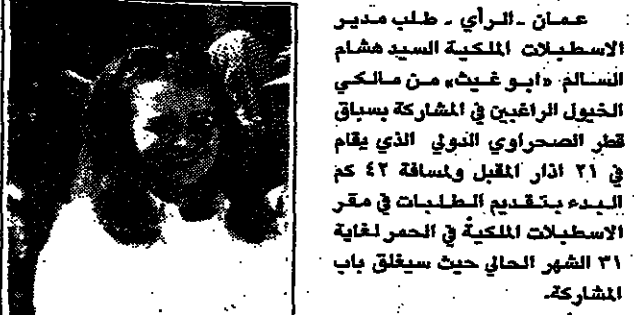 عمان - الرأي - طلب مدير
الاسطبلات الملكية السيد هشام
السالم «ابو غيث» من مالكي
الخيول الراغبين في المشاركة بسباق
قطر الصحراوي الدولي الذي يقام
في ٢١ اذار المقبل ولمسافة ٤٢ كم
البدء بتقديم الطلبات في مقر
الاسطبلات الملكية في الحمر لغاية
٣١ الشهر الحالي حيث سيغلق باب
المشاركة.